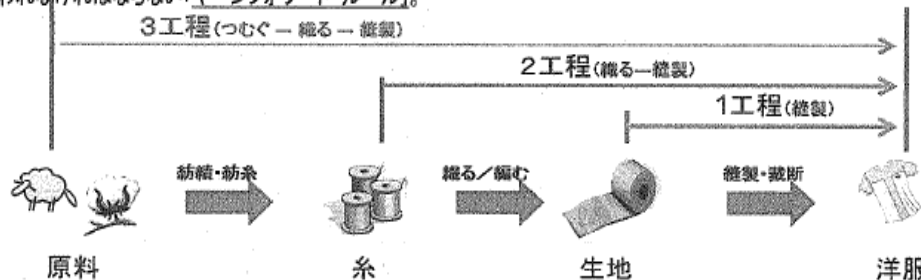 3工程(つむぐ → 織る → 縫製)
2工程(織る→縫製)
1工程(縫製)
紡績・紡糸
織る/編む
縫製・裁断
原料
糸
生地
洋服